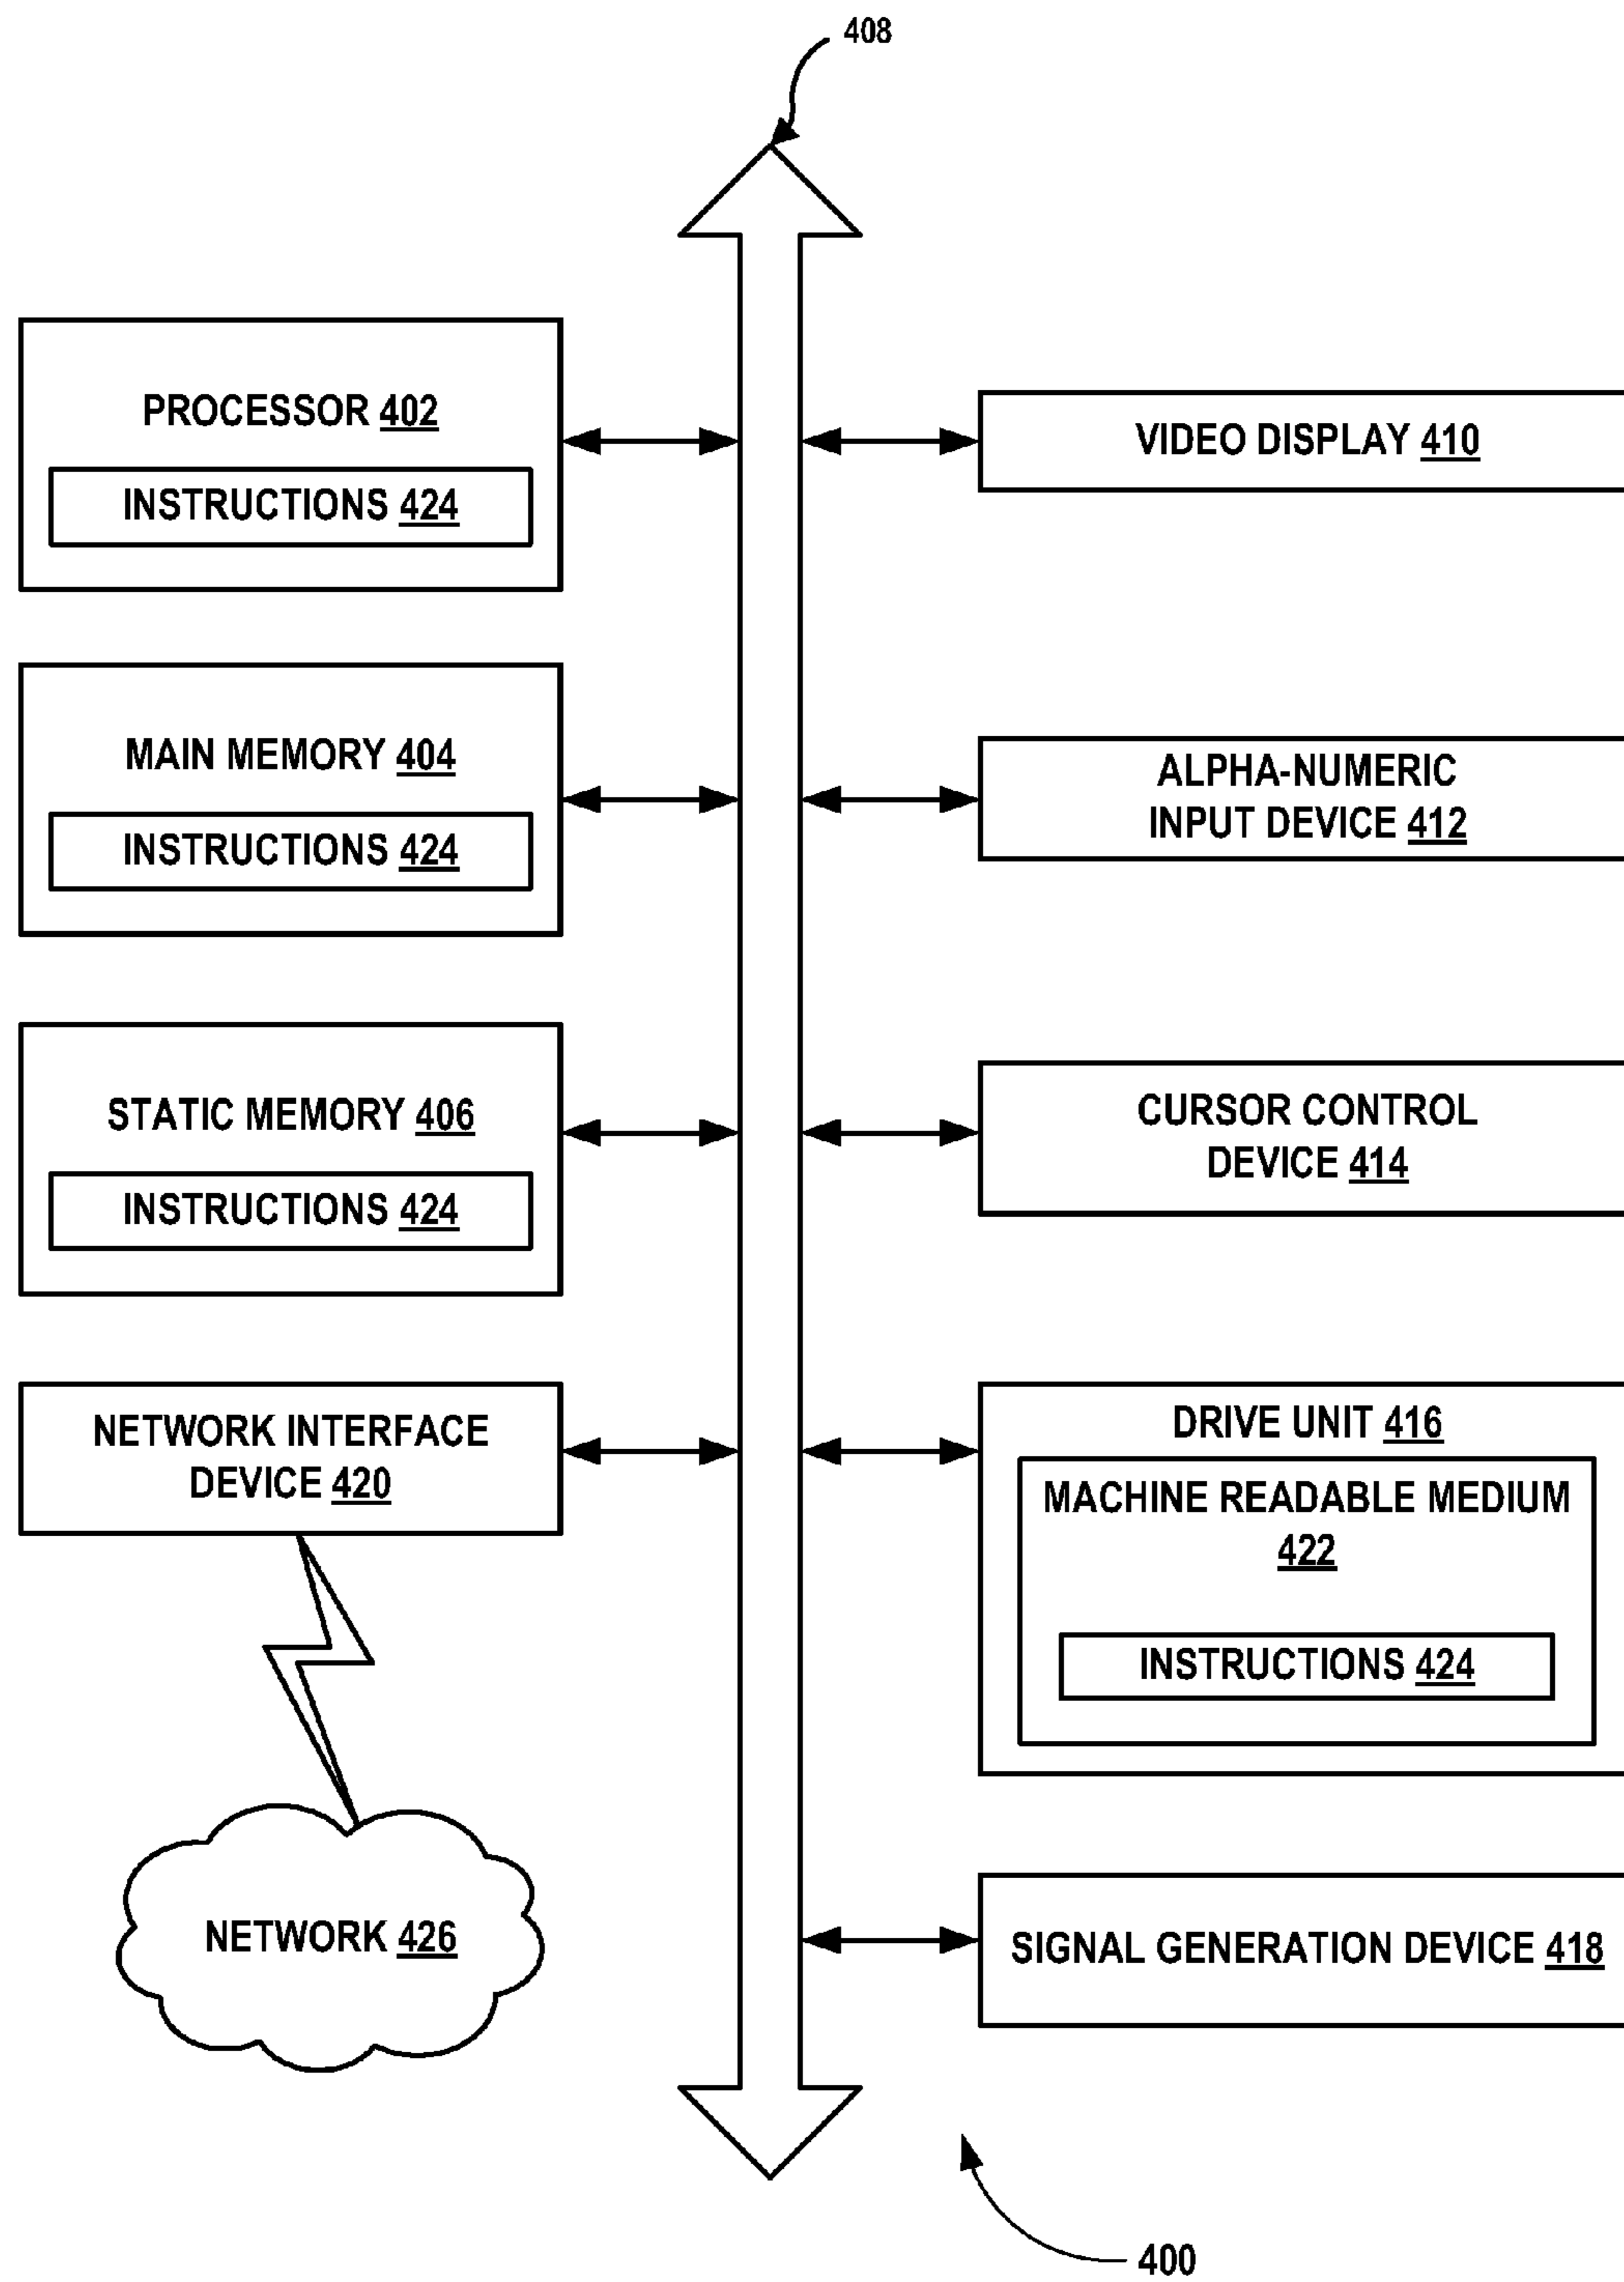 408
PROCESSOR 402
INSTRUCTIONS 424
VIDEO DISPLAY 410
MAIN MEMORY 404
INSTRUCTIONS 424
ALPHA-NUMERIC
INPUT DEVICE 412
STATIC MEMORY 406
INSTRUCTIONS 424
CURSOR CONTROL
DEVICE 414
NETWORK INTERFACE
DEVICE 420
DRIVE UNIT 416
MACHINE READABLE MEDIUM
422
INSTRUCTIONS 424
NETWORK 426
SIGNAL GENERATION DEVICE 418
400